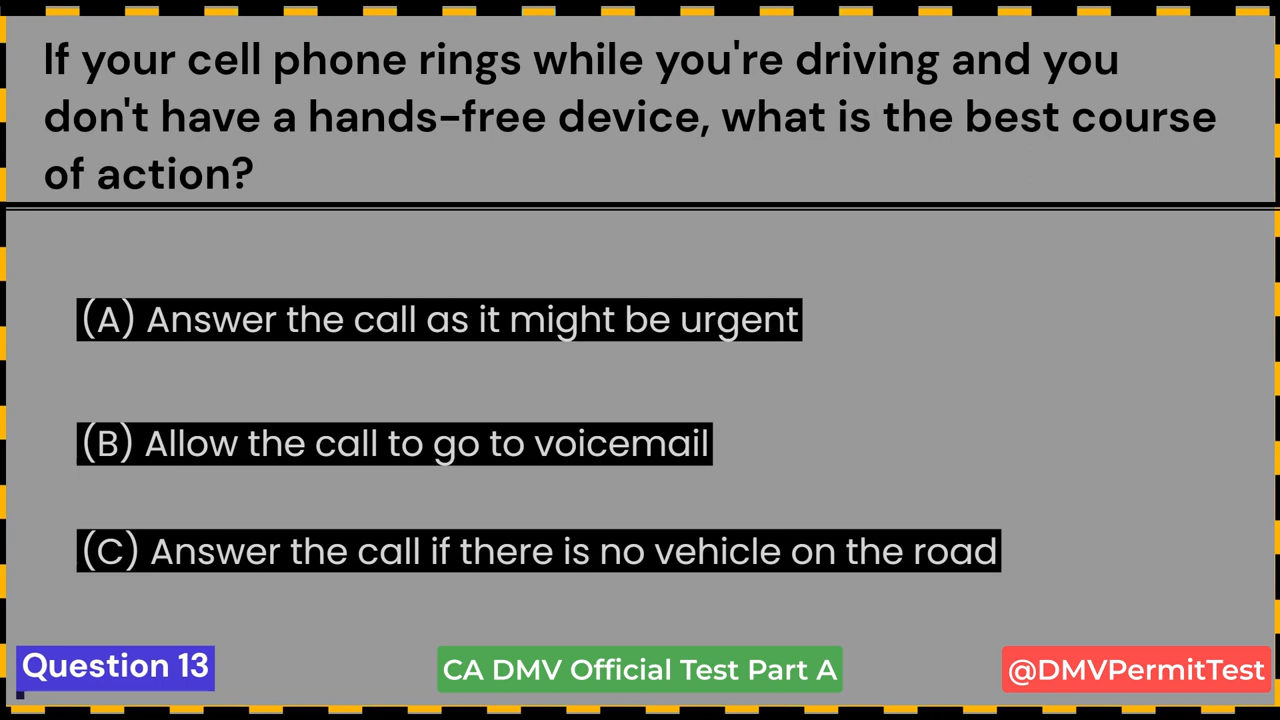 If your cell phone rings while you're driving and you
don't have a hands-free device, what is the best course
of action?
(A) Answer the call as it might be urgent
(B) Allow the call to go to voicemail
(C) Answer the call if there is no vehicle on the road
Question 13
CA DMV Official Test Part A
@DMVPermitTest